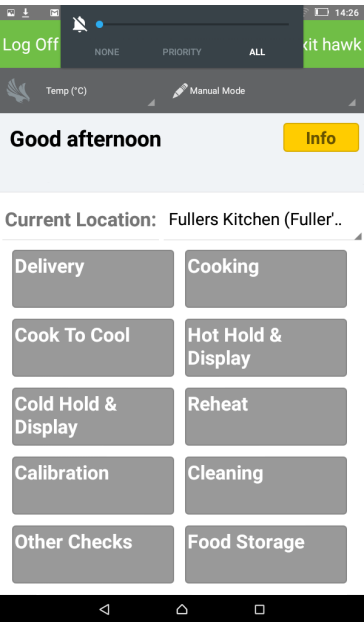 14:26
Log Off
NONE PRIORITY ALL
xit hawk
Temp (°C)
Manual Mode
Good afternoon
Info
Current Location: Fullers Kitchen (Fuller'..
Delivery
Cooking
Cook To Cool
Hot Hold &
Display
Cold Hold &
Display
Reheat
Calibration
Cleaning
Other Checks
Food Storage